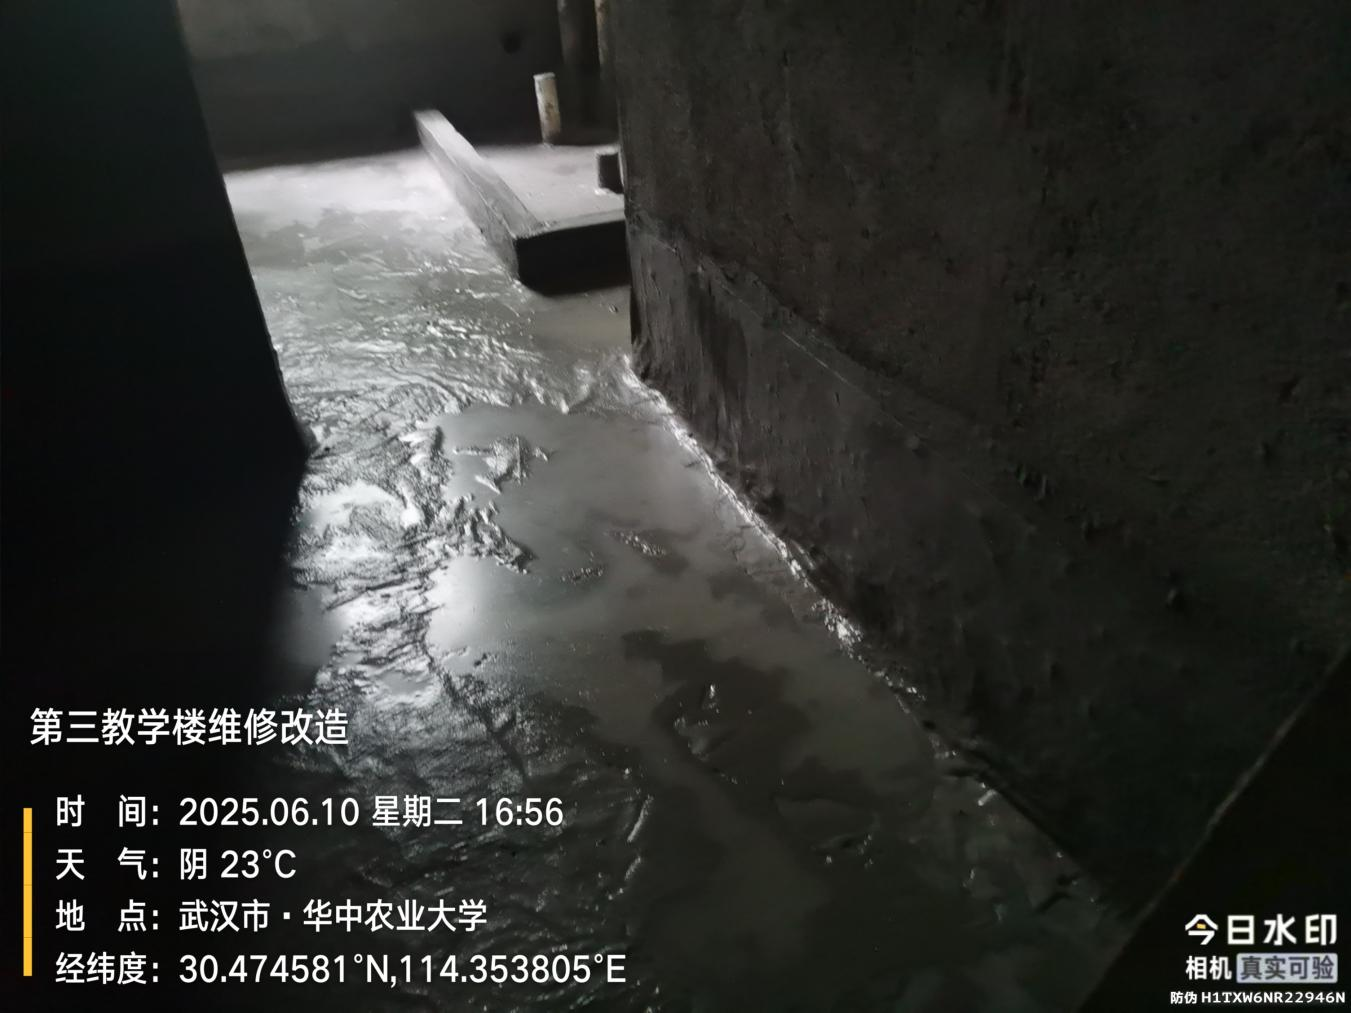 第三教学楼维修改造
时 间：2025.06.10 星期二 16:56
天 气：阴 23°C
地 点：武汉市·华中农业大学
经纬度：30.474581°N,114.353805°E
今日水印
相机 真实可验
防伪 H1TXW6NR22946N